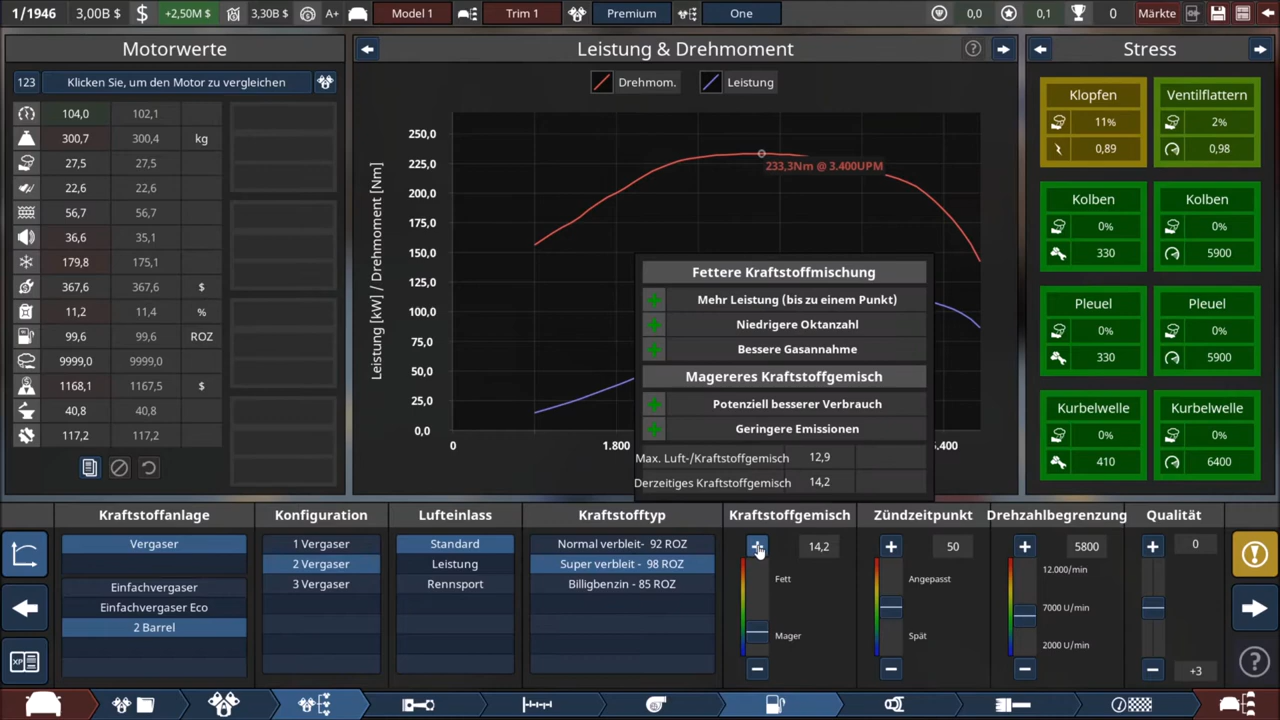 1/1946 3,00B $ +2,50M $ 3,30B $ A+ Model 1 Trim 1 Premium One 0,0 0,1 0 Märkte
Motorwerte
123 Klicken Sie, um den Motor zu vergleichen
104,0 102,1
300,7 300,4 kg
27,5 27,5
22,6 22,6
56,7 56,7
36,6 35,1
179,8 175,1
367,6 367,6 $
11,2 11,4 %
99,6 99,6 ROZ
9999,0 9999,0
1168,1 1167,5 $
40,8 40,8
117,2 117,2
Leistung & Drehmoment
?
Drehmom. Leistung
Leistung [kW] / Drehmoment [Nm]
250,0
225,0
200,0
175,0
150,0
125,0
100,0
75,0
50,0
25,0
0,0
0 1.800 5.400
233,3Nm @ 3.400UPM
Fettere Kraftstoffmischung
Mehr Leistung (bis zu einem Punkt)
Niedrigere Oktanzahl
Bessere Gasannahme
Magereres Kraftstoffgemisch
Potenziell besserer Verbrauch
Geringere Emissionen
Max. Luft-/Kraftstoffgemisch 12,9
Derzeitiges Kraftstoffgemisch 14,2
Stress
Klopfen
11%
0,89
Ventilflattern
2%
0,98
Kolben
0%
330
Kolben
0%
5900
Pleuel
0%
330
Pleuel
0%
5900
Kurbelwelle
0%
410
Kurbelwelle
0%
6400
Kraftstoffanlage
Vergaser
Einfachvergaser
Einfachvergaser Eco
2 Barrel
Konfiguration
1 Vergaser
2 Vergaser
3 Vergaser
Lufteinlass
Standard
Leistung
Rennsport
Kraftstofftyp
Normal verbleit- 92 ROZ
Super verbleit - 98 ROZ
Billigbenzin - 85 ROZ
Kraftstoffgemisch
14,2
Fett
Mager
Zündzeitpunkt
50
Angepasst
Spät
Drehzahlbegrenzung
5800
12.000/min
7000 U/min
2000 U/min
Qualität
0
+3
XP
?